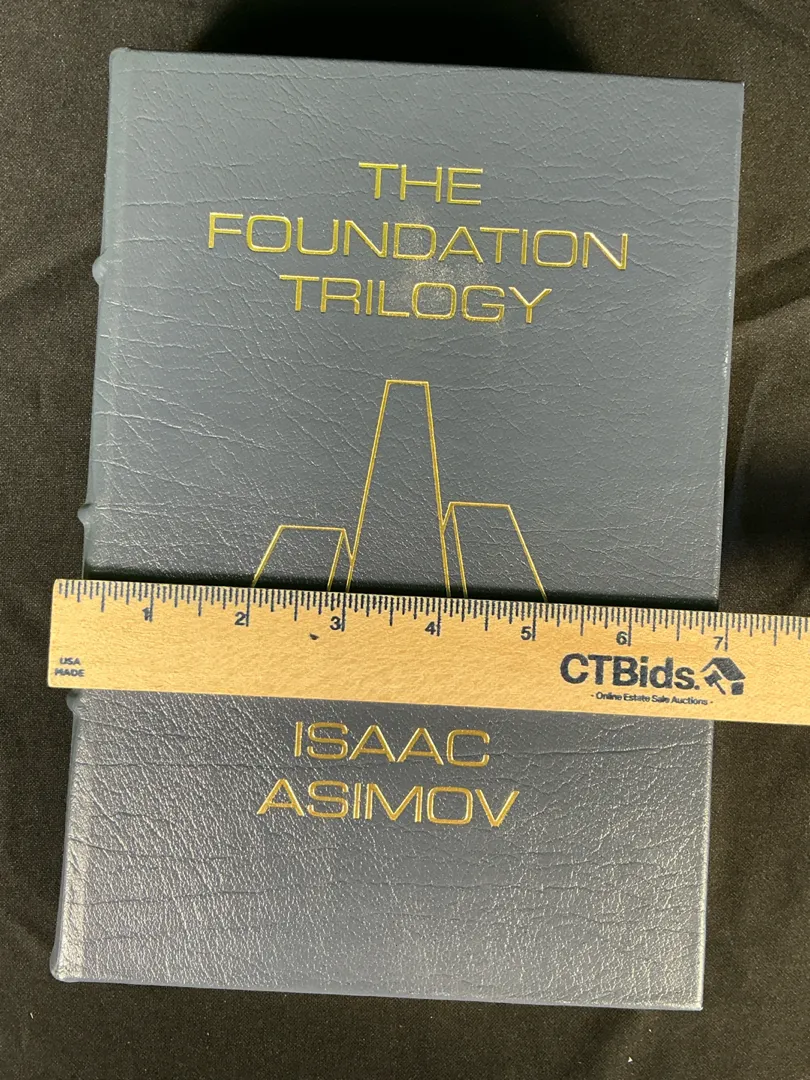 THE
FOUNDATION
TRILOGY
1 2 3 4 5 6 7
USA
MADE
CTBids.
- Online Estate Sale Auctions -
ISAAC
ASIMOV